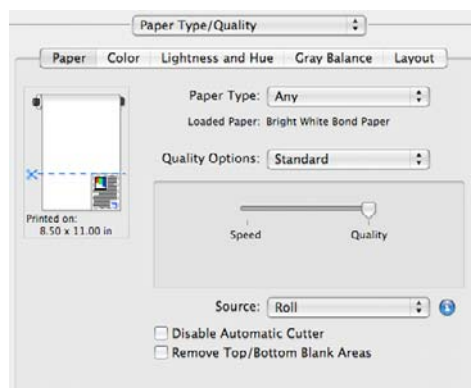 Paper Type/Quality
Paper Color Lightness and Hue Gray Balance Layout
Paper Type: Any
Loaded Paper: Bright White Bond Paper
Quality Options: Standard
Printed on:
8.50 x 11.00 in
Speed Quality
Source: Roll
Disable Automatic Cutter
Remove Top/Bottom Blank Areas